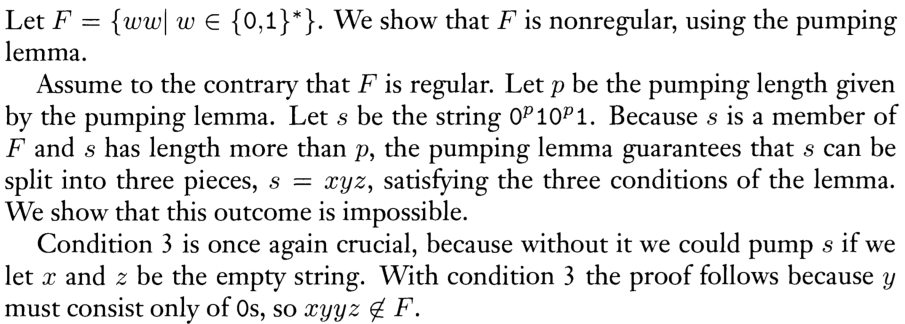 Let F = {ww| w ∈ {0,1}*}. We show that F is nonregular, using the pumping
lemma.
Assume to the contrary that F is regular. Let p be the pumping length given
by the pumping lemma. Let s be the string 0ᵖ10ᵖ1. Because s is a member of
F and s has length more than p, the pumping lemma guarantees that s can be
split into three pieces, s = xyz, satisfying the three conditions of the lemma.
We show that this outcome is impossible.
Condition 3 is once again crucial, because without it we could pump s if we
let x and z be the empty string. With condition 3 the proof follows because y
must consist only of 0s, so xyyz ∉ F.